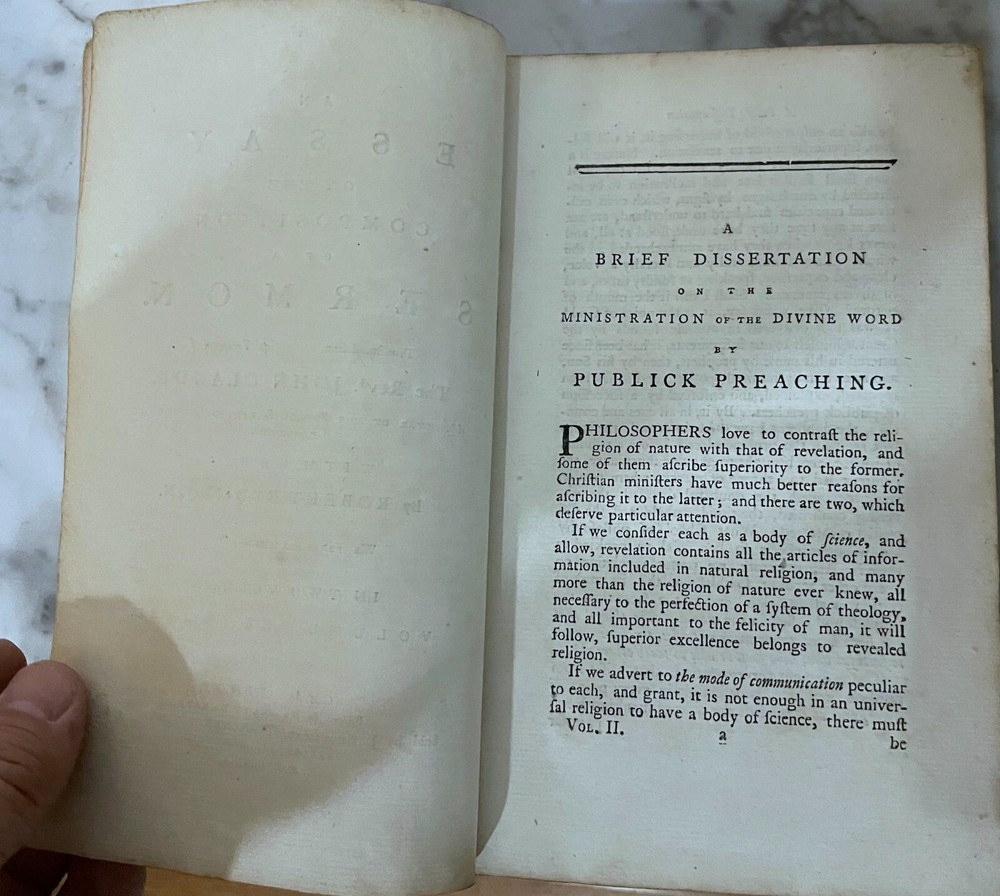 AN
ESSAY
ON THE
COMPOSITION
OF A
SERMON.
A
BRIEF DISSERTATION
ON THE
MINISTRATION OF THE DIVINE WORD
BY
PUBLICK PREACHING.
PHILOSOPHERS love to contraſt the reli-
gion of nature with that of revelation, and
ſome of them aſcribe ſuperiority to the former.
Chriſtian miniſters have much better reaſons for
aſcribing it to the latter; and there are two, which
deſerve particular attention.
If we conſider each as a body of ſcience, and
allow, revelation contains all the articles of infor-
mation included in natural religion, and many
more than the religion of nature ever knew, all
neceſſary to the perfection of a ſyſtem of theology,
and all important to the felicity of man, it will
follow, ſuperior excellence belongs to revealed
religion.
If we advert to the mode of communication peculiar
to each, and grant, it is not enough in an univer-
ſal religion to have a body of ſcience, there muſt
VOL. II.
a
be